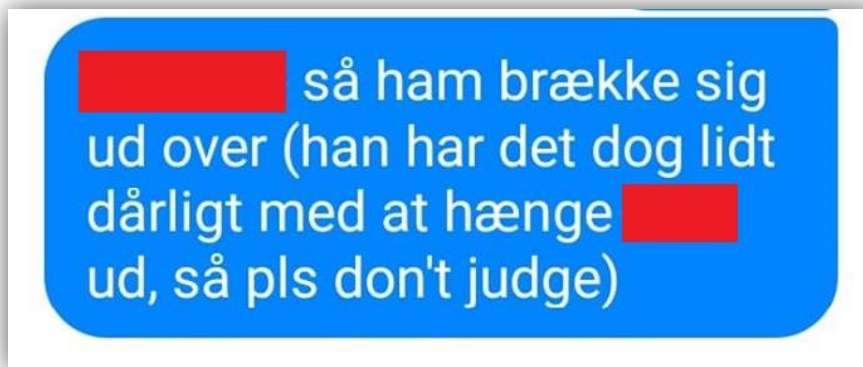 så ham brække sig
ud over (han har det dog lidt
dårligt med at hænge
ud, så pls don't judge)